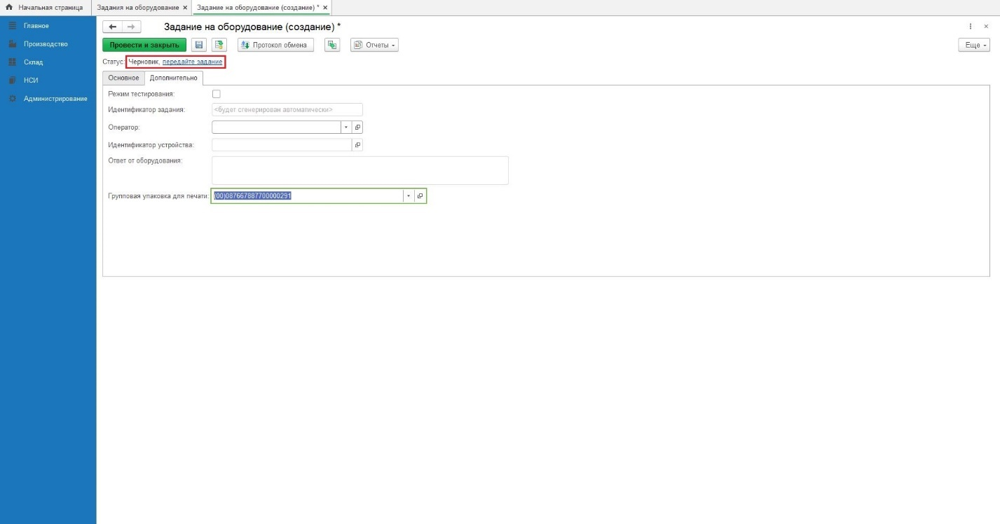 Начальная страница Задания на оборудование × Задание на оборудование (создание) * ×
Главное
Производство
Склад
НСИ
Администрирование
Задание на оборудование (создание) *
Провести и закрыть Протокол обмена Отчеты Еще
Статус: Черновик, передайте задание
Основное Дополнительно
Режим тестирования:
Идентификатор задания: <будет сгенерирован автоматически>
Оператор:
Идентификатор устройства:
Ответ от оборудования:
Групповая упаковка для печати: (00)087667887700000291